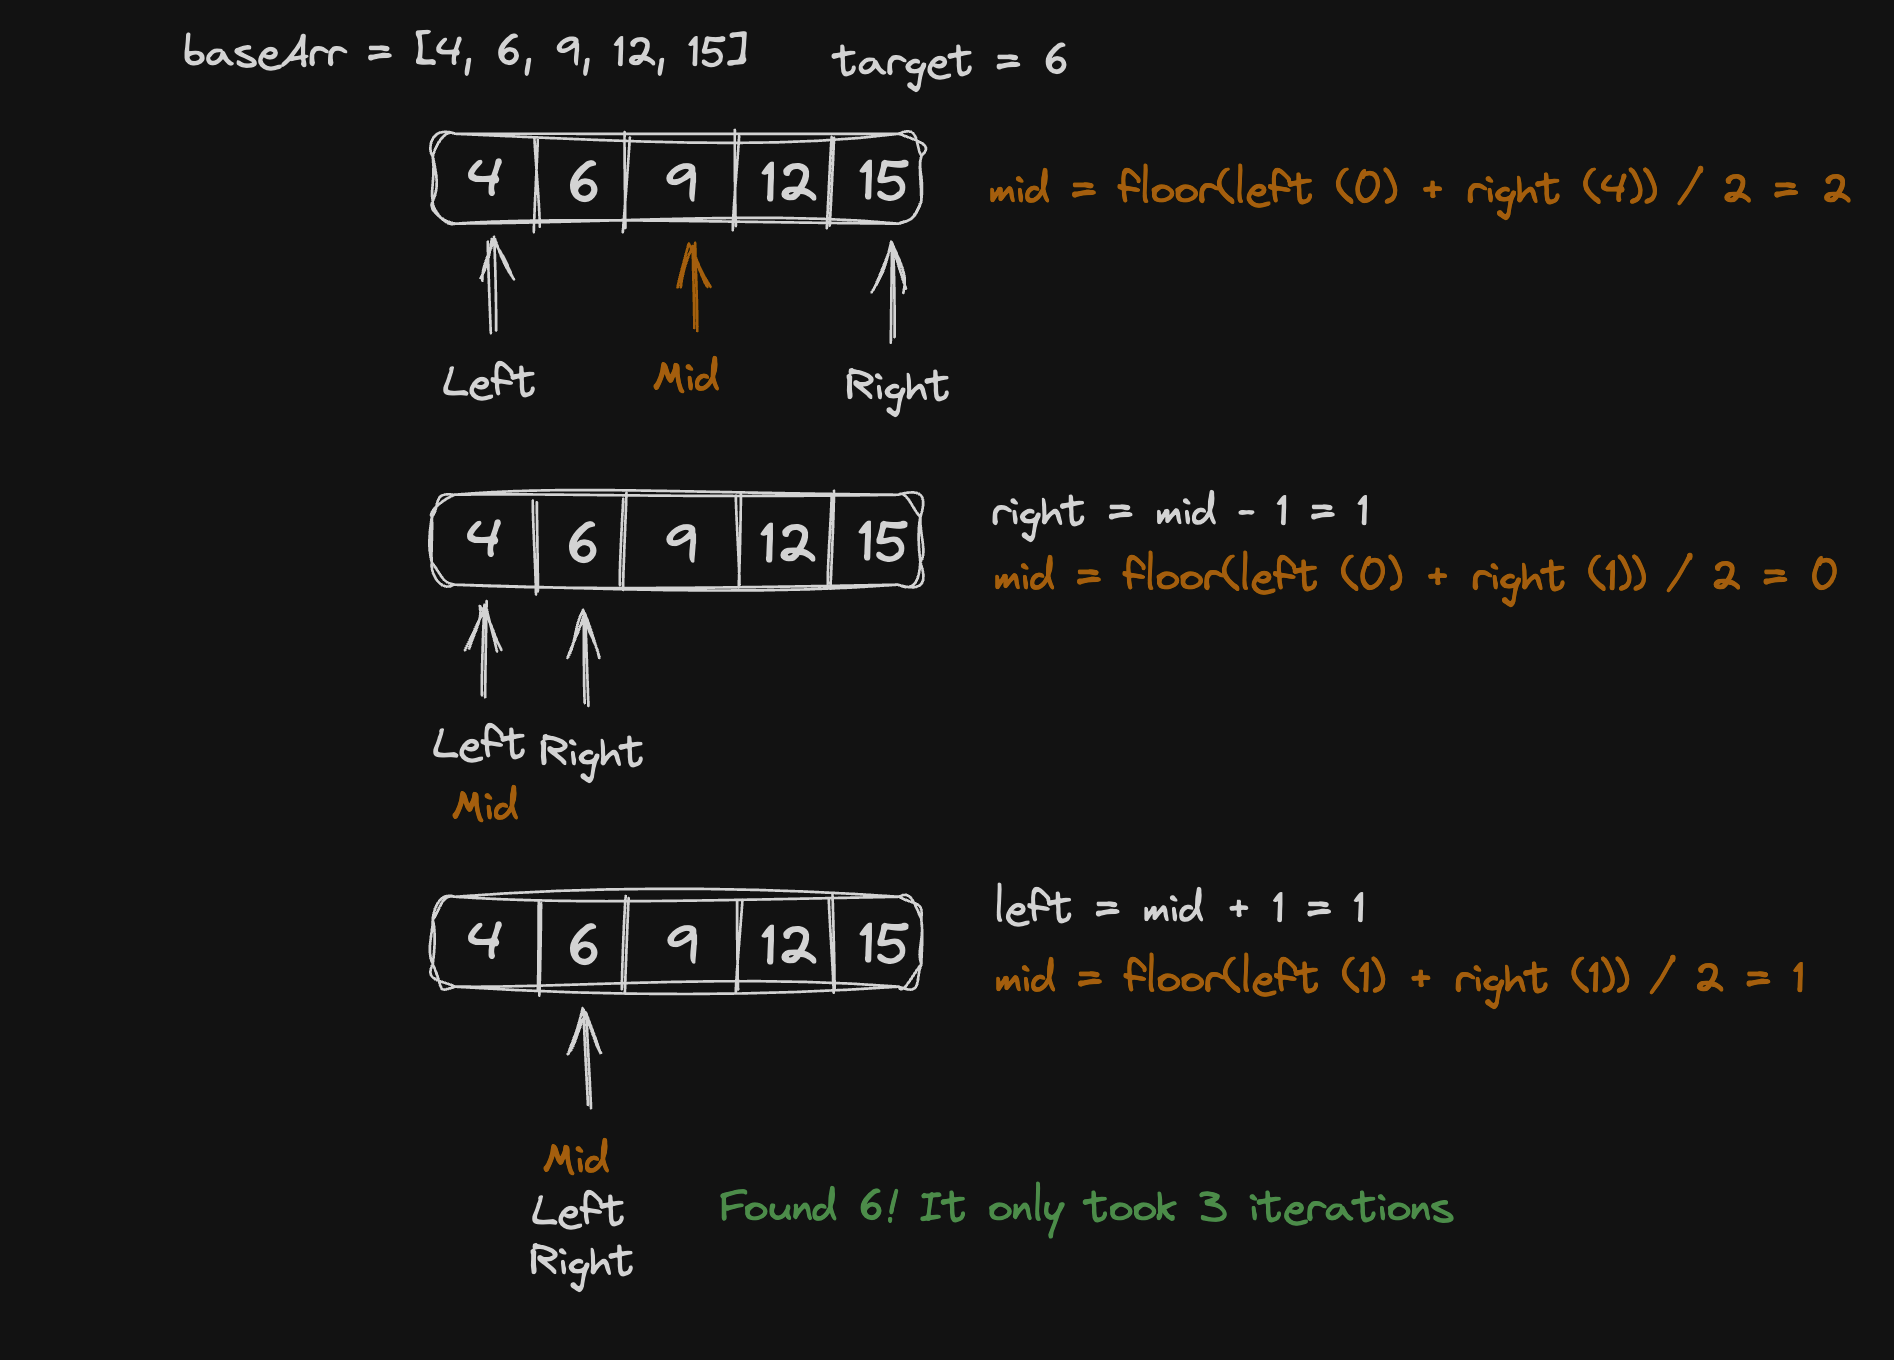 baseArr = [4, 6, 9, 12, 15] target = 6
4 6 9 12 15
mid = floor(left (0) + right (4)) / 2 = 2
Left Mid Right
4 6 9 12 15
right = mid - 1 = 1
mid = floor(left (0) + right (1)) / 2 = 0
Left Right
Mid
4 6 9 12 15
left = mid + 1 = 1
mid = floor(left (1) + right (1)) / 2 = 1
Mid
Left
Right
Found 6! It only took 3 iterations